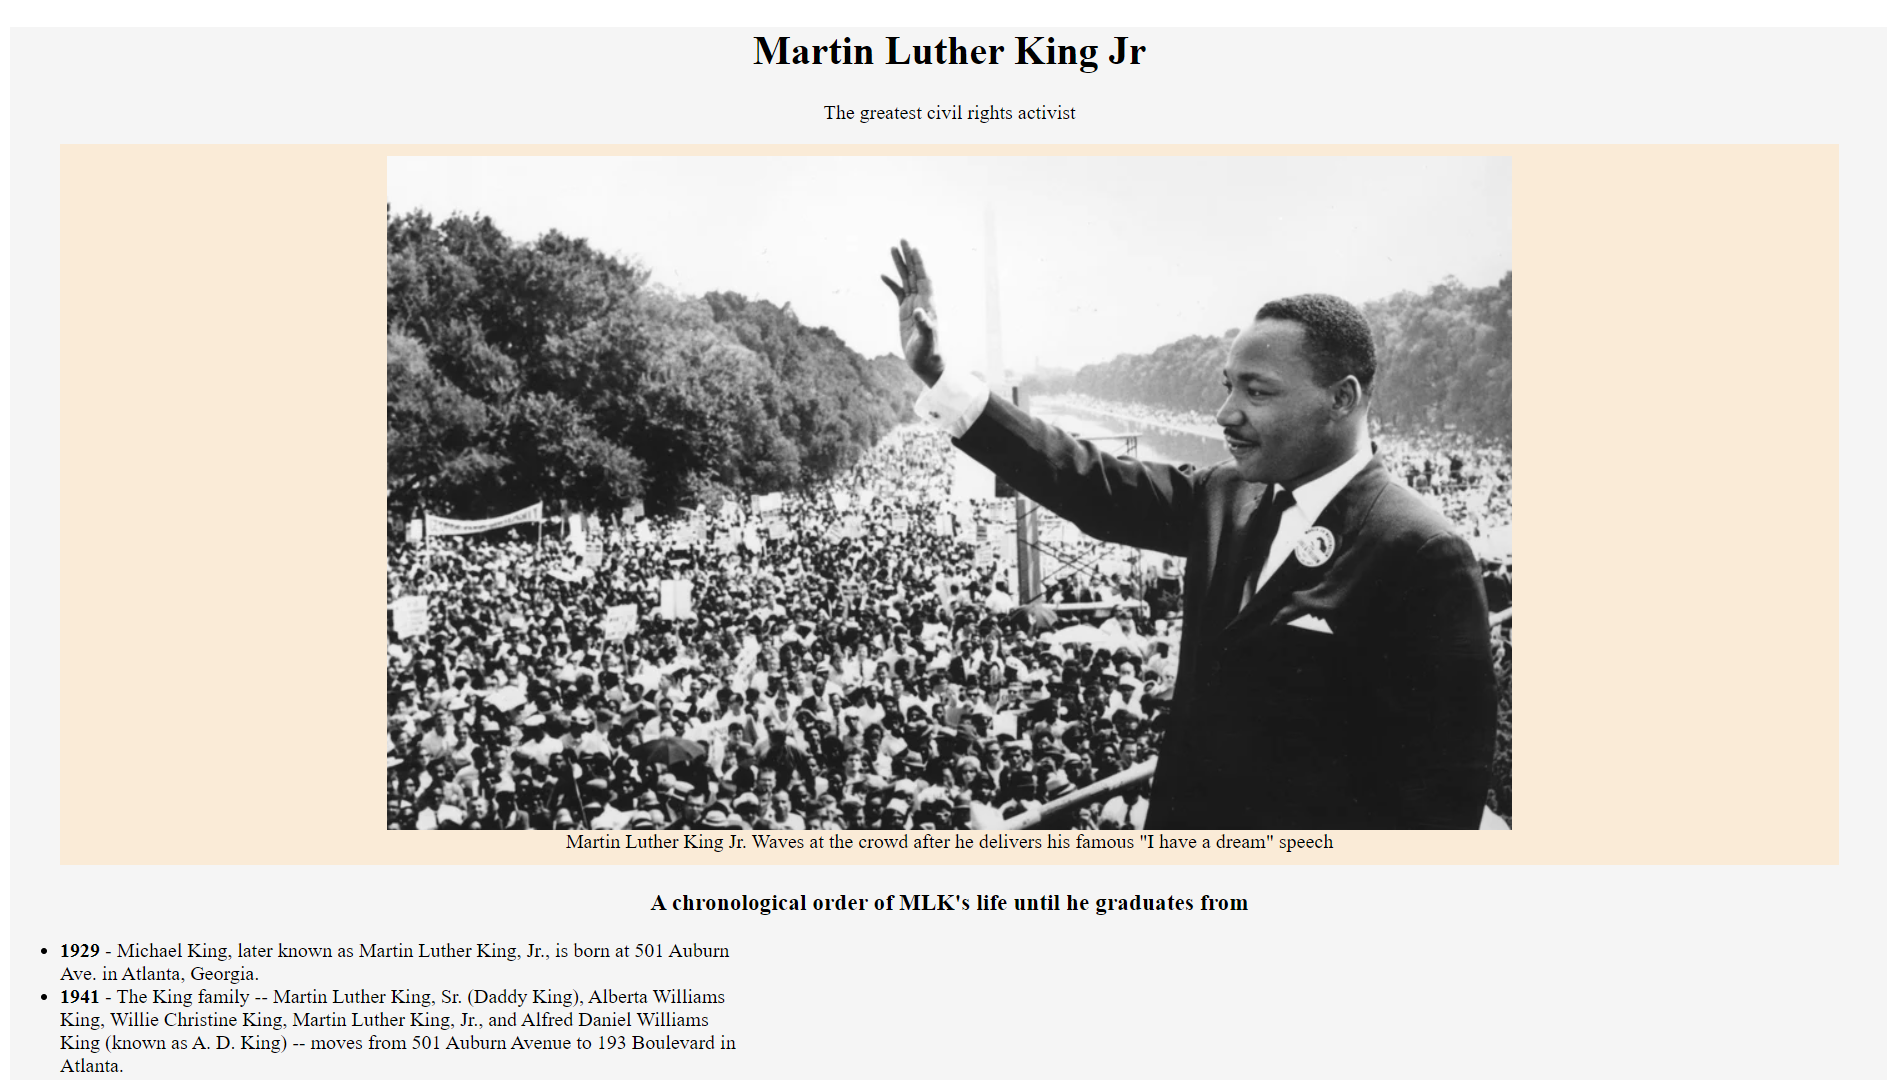 Martin Luther King Jr
The greatest civil rights activist
Martin Luther King Jr. Waves at the crowd after he delivers his famous "I have a dream" speech
A chronological order of MLK's life until he graduates from
1929 - Michael King, later known as Martin Luther King, Jr., is born at 501 Auburn
Ave. in Atlanta, Georgia.
1941 - The King family -- Martin Luther King, Sr. (Daddy King), Alberta Williams
King, Willie Christine King, Martin Luther King, Jr., and Alfred Daniel Williams
King (known as A. D. King) -- moves from 501 Auburn Avenue to 193 Boulevard in
Atlanta.